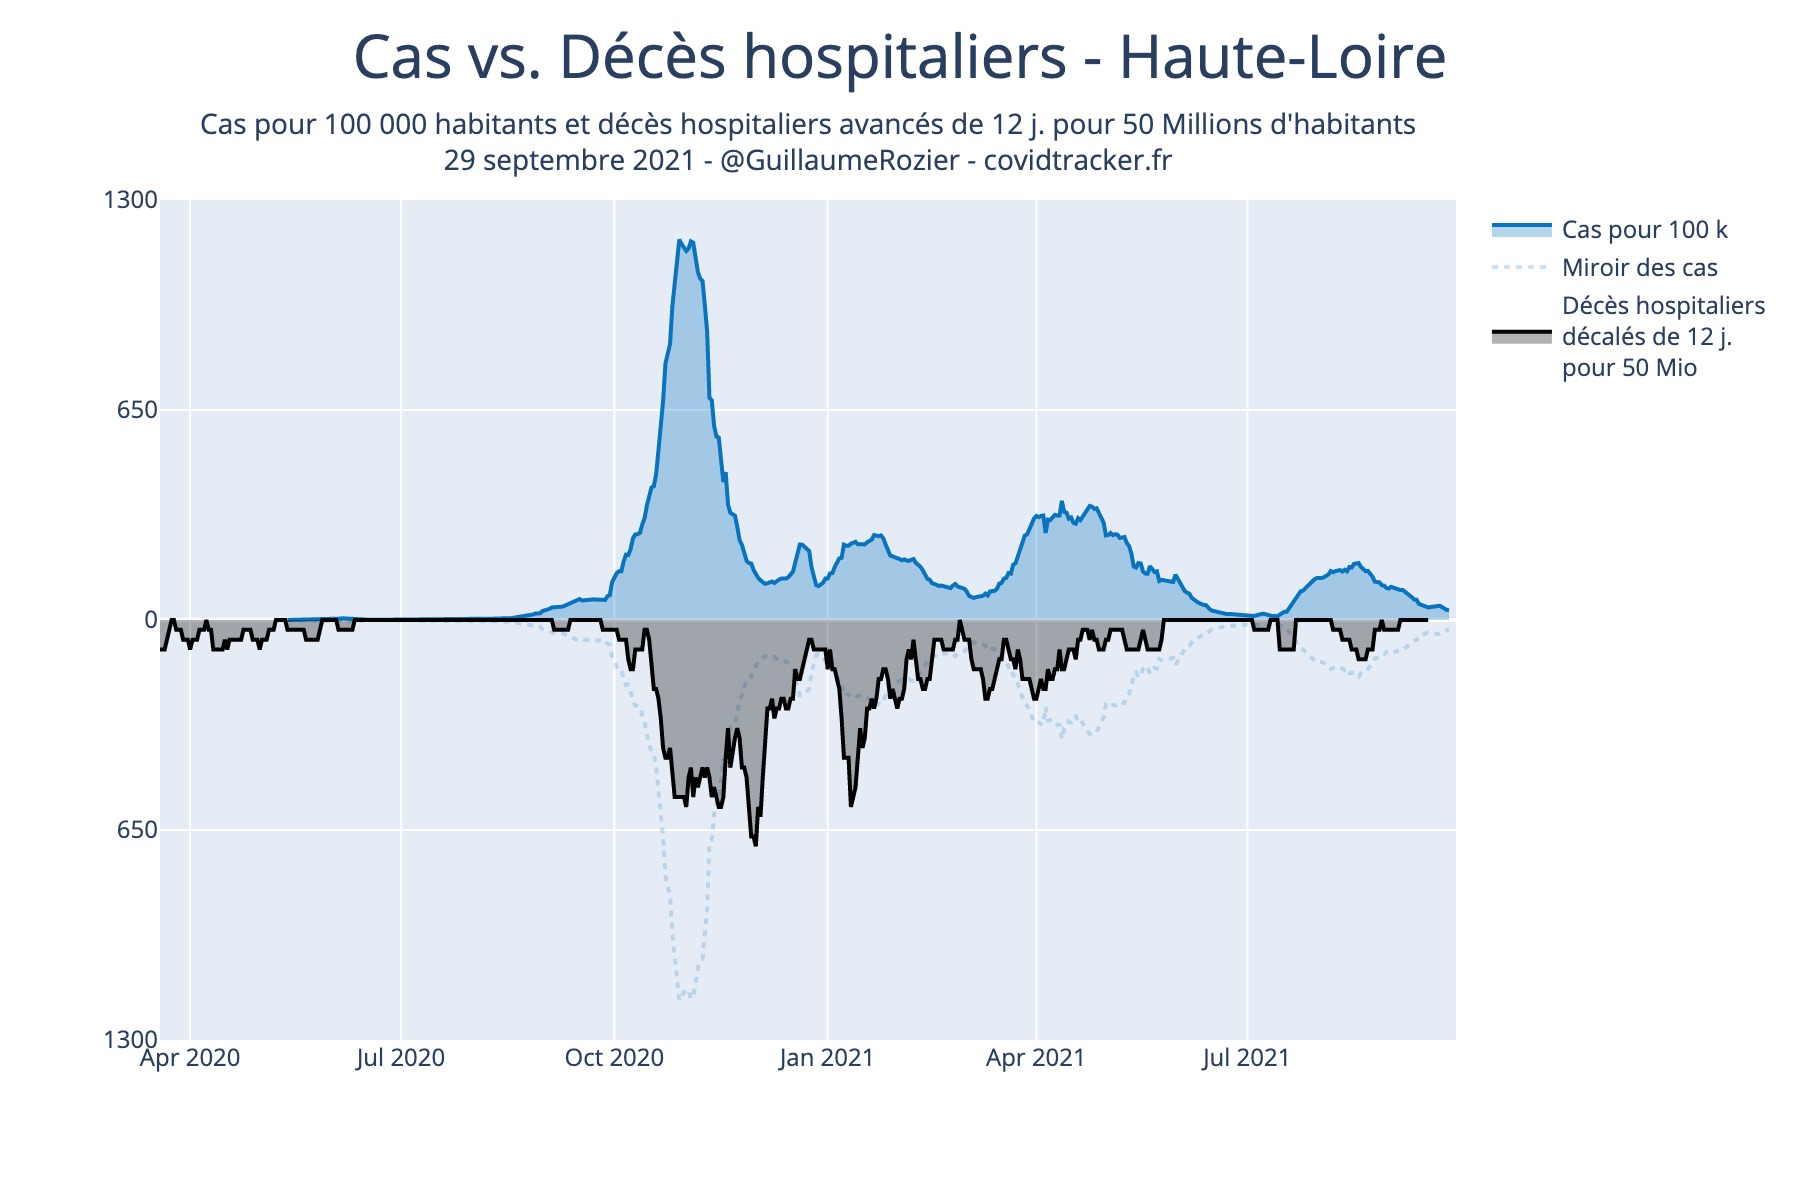 Cas vs. Décès hospitaliers - Haute-Loire
Cas pour 100 000 habitants et décès hospitaliers avancés de 12 j. pour 50 Millions d'habitants
29 septembre 2021 - @GuillaumeRozier - covidtracker.fr
1300
650
0
650
1300
Apr 2020
Jul 2020
Oct 2020
Jan 2021
Apr 2021
Jul 2021
Cas pour 100 k
Miroir des cas
Décès hospitaliers
décalés de 12 j.
pour 50 Mio